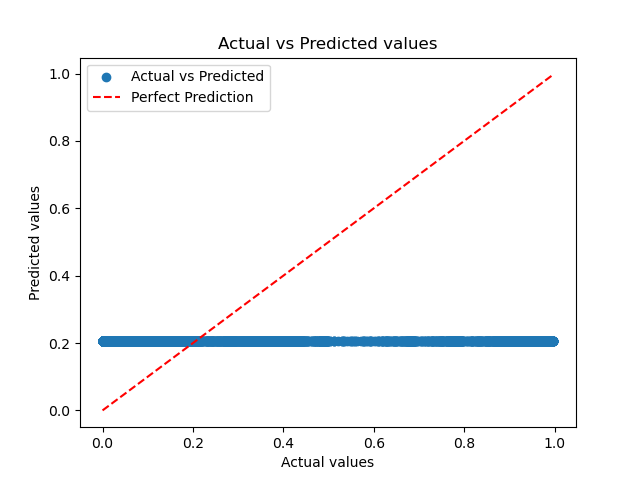 Actual vs Predicted values
Actual vs Predicted
Perfect Prediction
Predicted values
1.0
0.8
0.6
0.4
0.2
0.0
0.0 0.2 0.4 0.6 0.8 1.0
Actual values